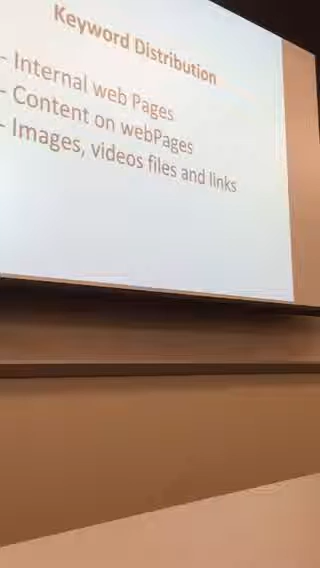 Keyword Distribution
- Internal web Pages
- Content on webPages
- Images, videos files and links